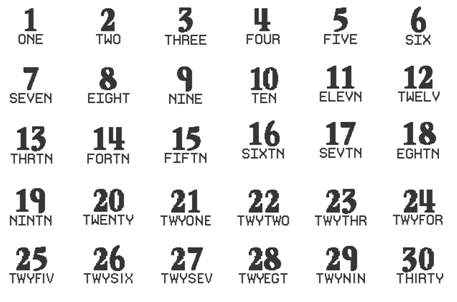 1 2 3 4 5 6
ONE TWO THREE FOUR FIVE SIX
7 8 9 10 11 12
SEVEN EIGHT NINE TEN ELEVN TWELV
13 14 15 16 17 18
THRTN FORTN FIFTN SIXTN SEVTN EGHTN
19 20 21 22 23 24
NINTN TWENTY TWYONE TWYTWO TWYTHR TWYFOR
25 26 27 28 29 30
TWYFIV TWYSIX TWYSEV TWYEGT TWYNIN THIRTY